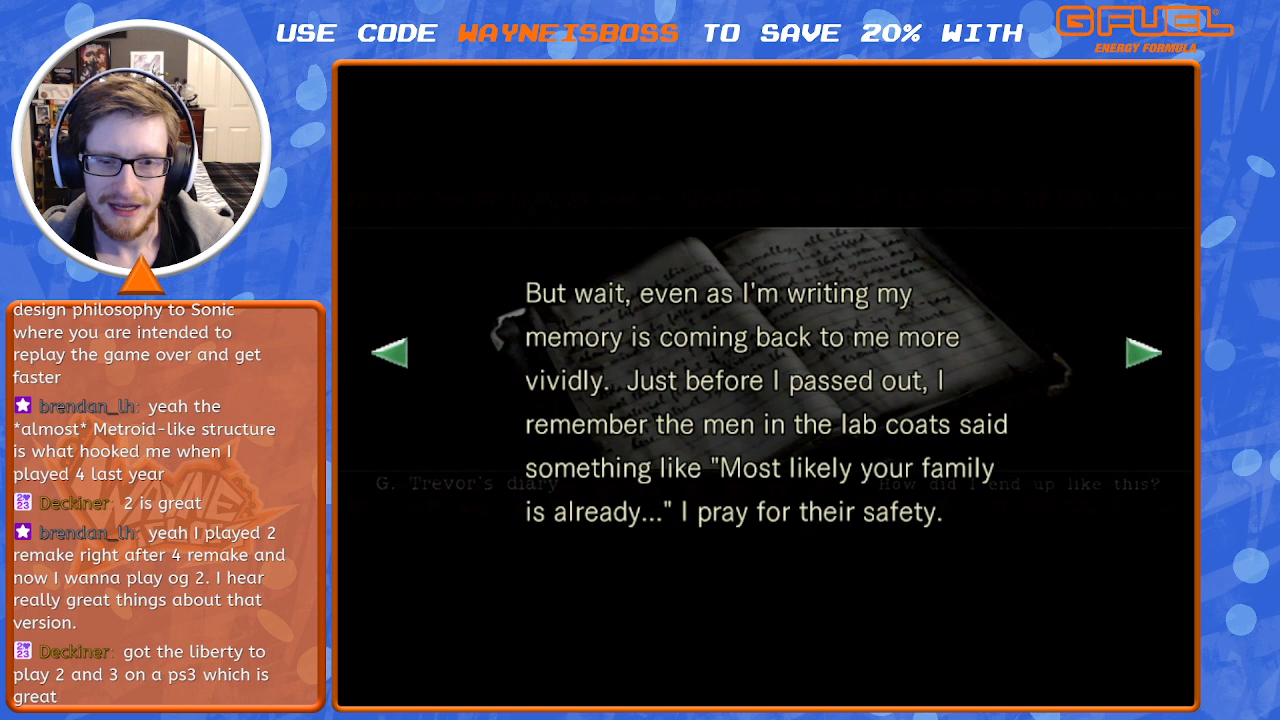 USE CODE WAYNEISBOSS TO SAVE 20% WITH
G FUEL
ENERGY FORMULA
design philosophy to Sonic
where you are intended to
replay the game over and get
faster
brendan_lh: yeah the
*almost* Metroid-like structure
is what hooked me when I
played 4 last year
Deckiner: 2 is great
brendan_lh: yeah I played 2
remake right after 4 remake and
now I wanna play og 2. I hear
really great things about that
version.
Deckiner: got the liberty to
play 2 and 3 on a ps3 which is
great
But wait, even as I'm writing my
memory is coming back to me more
vividly. Just before I passed out, I
remember the men in the lab coats said
something like "Most likely your family
is already..." I pray for their safety.
G. Trevor's diary
How did I end up like this?